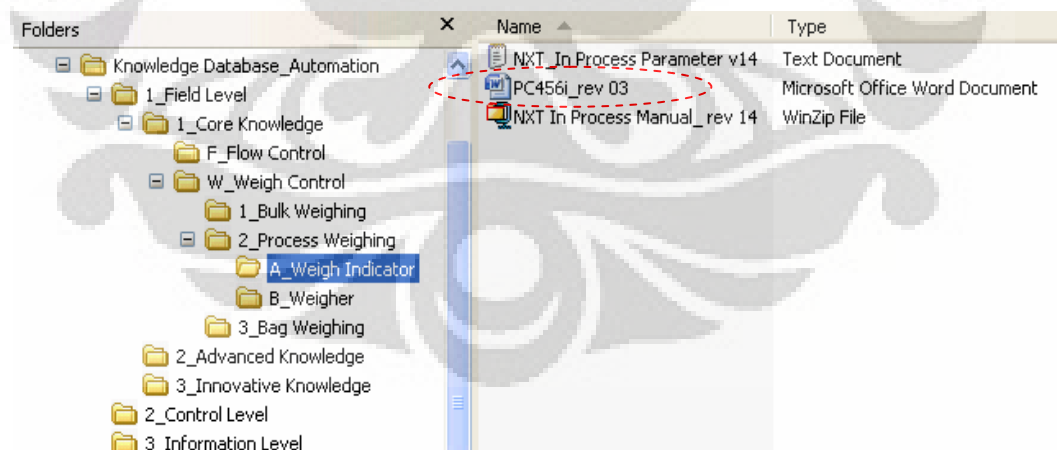 Folders
×
Name
Type
Knowledge Database_Automation
1_Field Level
1_Core Knowledge
F_Flow Control
W_Weigh Control
1_Bulk Weighing
2_Process Weighing
A_Weigh Indicator
B_Weigher
3_Bag Weighing
2_Advanced Knowledge
3_Innovative Knowledge
2_Control Level
3_Information Level
NXT_In Process Parameter v14 Text Document
PC456i_rev 03 Microsoft Office Word Document
NXT In Process Manual_rev 14 WinZip File